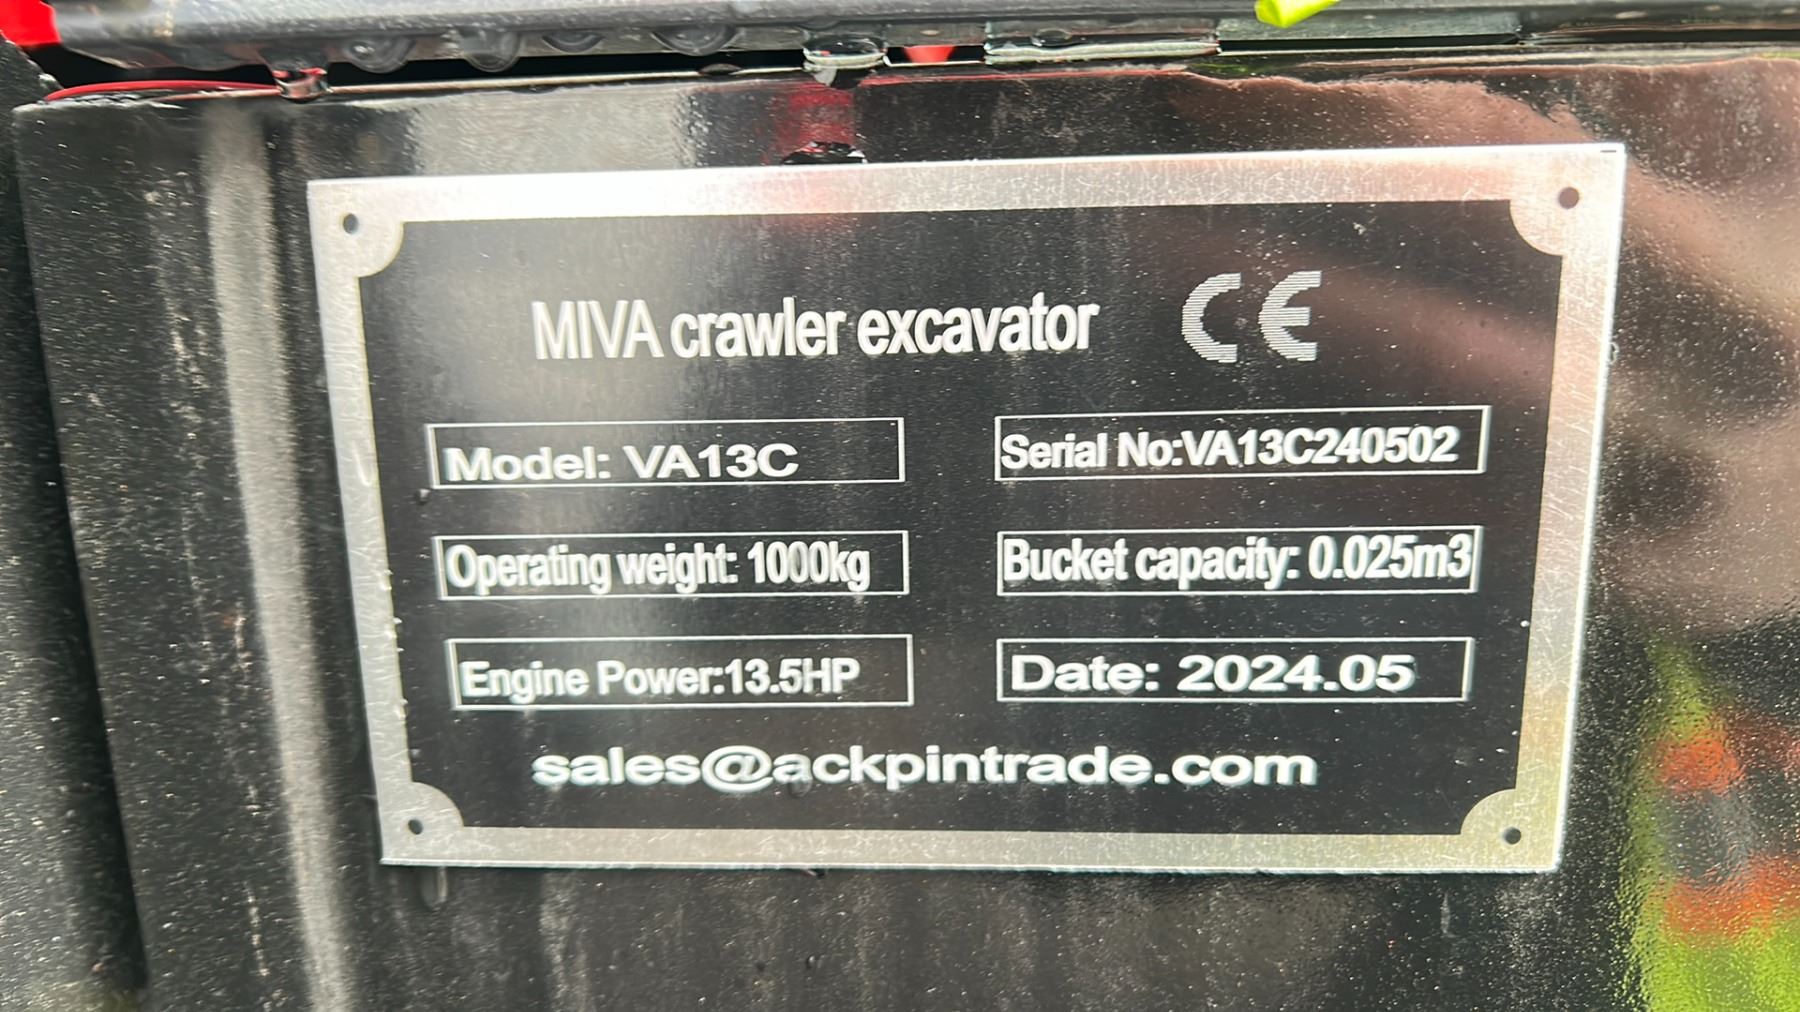 MIVA crawler excavator CE
Model: VA13C
Serial No:VA13C240502
Operating weight: 1000kg
Bucket capacity: 0.025m3
Engine Power:13.5HP
Date: 2024.05
sales@ackpintrade.com